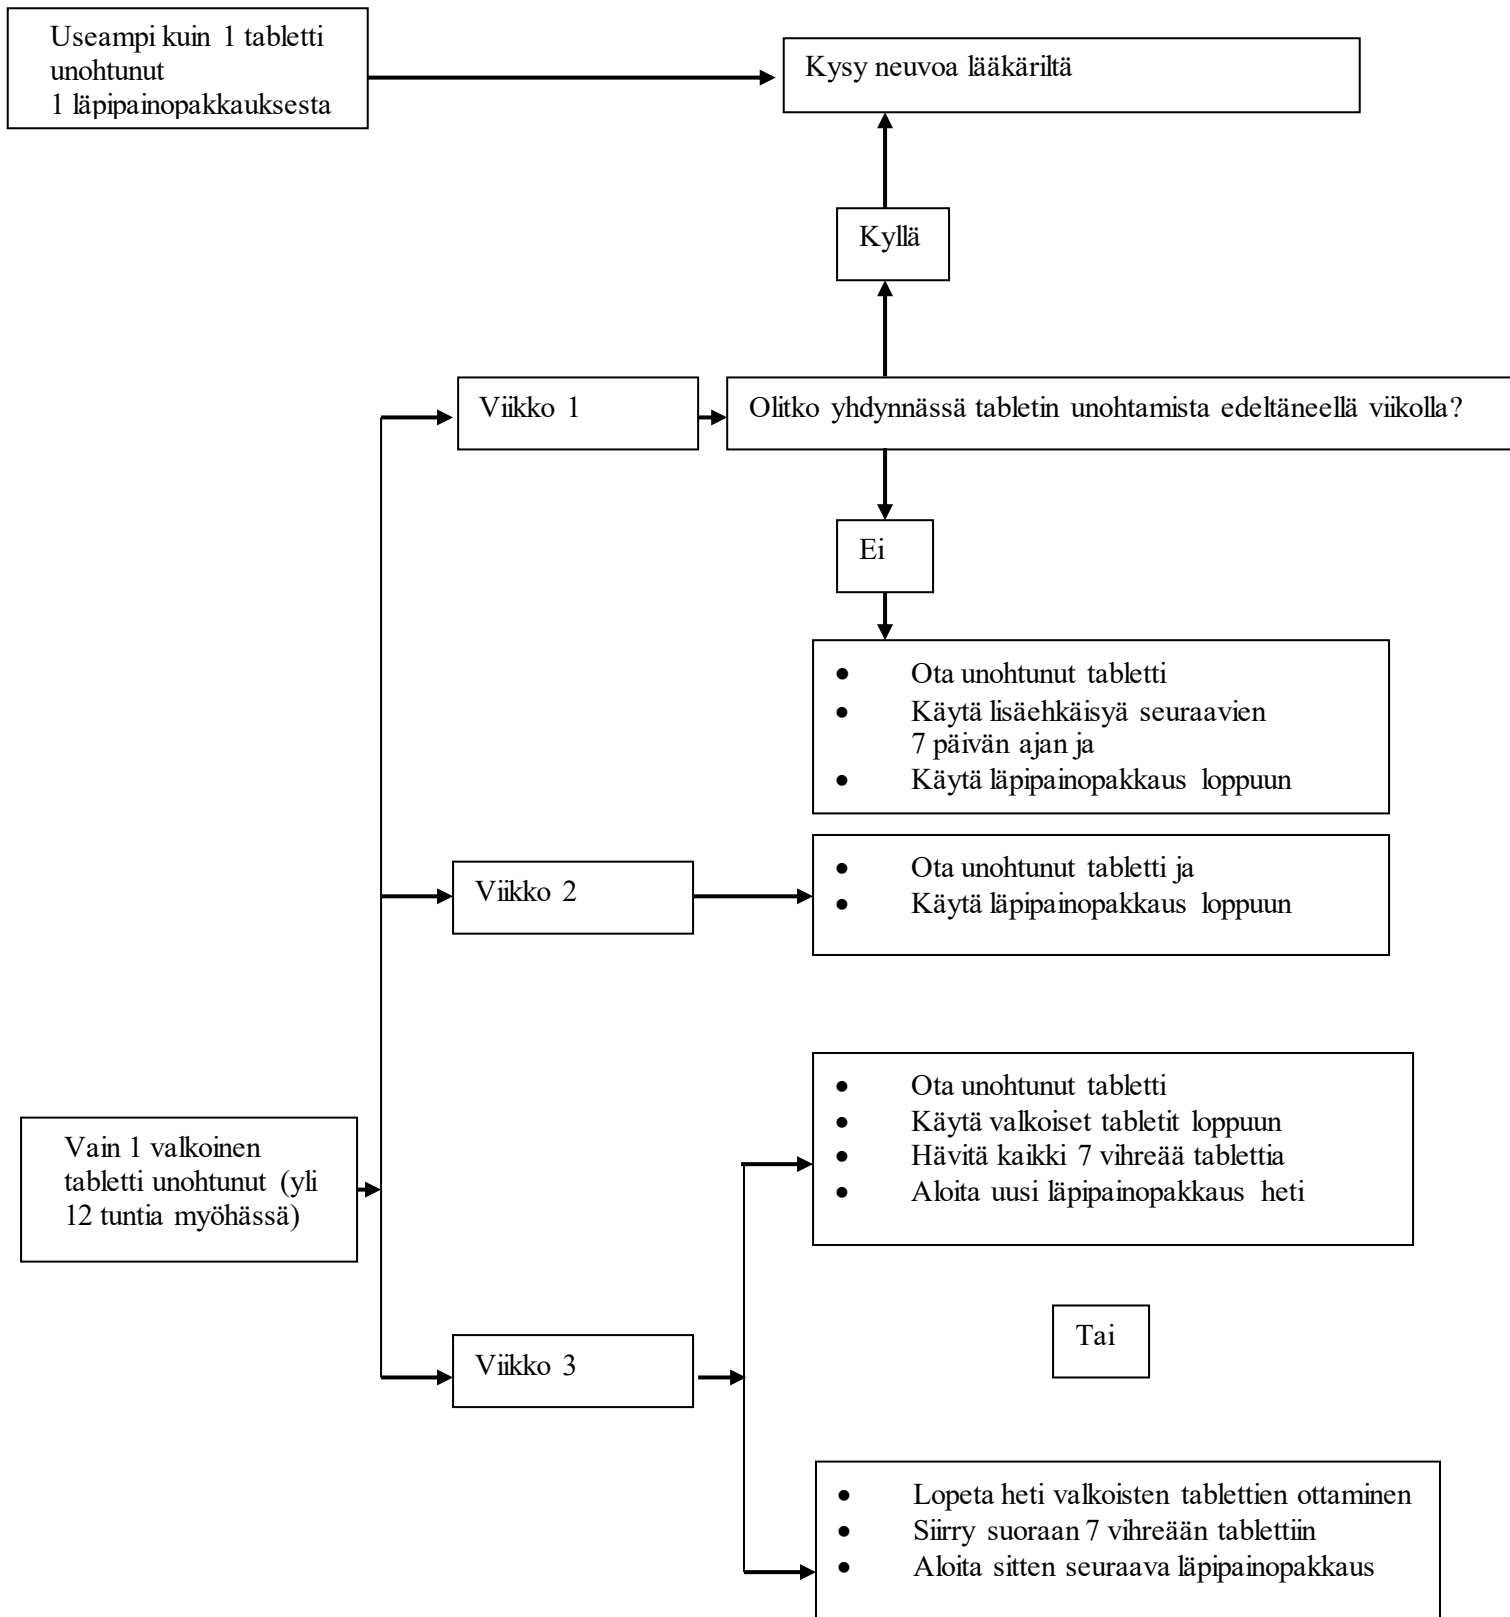 Useampi kuin 1 tabletti
unohtunut
1 läpipainopakkauksesta
Kysy neuvoa lääkäriltä
Kyllä
Viikko 1
Olitko yhdynnässä tabletin unohtamista edeltäneellä viikolla?
Ei
• Ota unohtunut tabletti
• Käytä lisäehkäisyä seuraavien
7 päivän ajan ja
• Käytä läpipainopakkaus loppuun
Viikko 2
• Ota unohtunut tabletti ja
• Käytä läpipainopakkaus loppuun
Vain 1 valkoinen
tabletti unohtunut (yli
12 tuntia myöhässä)
• Ota unohtunut tabletti
• Käytä valkoiset tabletit loppuun
• Hävitä kaikki 7 vihreää tablettia
• Aloita uusi läpipainopakkaus heti
Tai
Viikko 3
• Lopeta heti valkoisten tablettien ottaminen
• Siirry suoraan 7 vihreään tablettiin
• Aloita sitten seuraava läpipainopakkaus